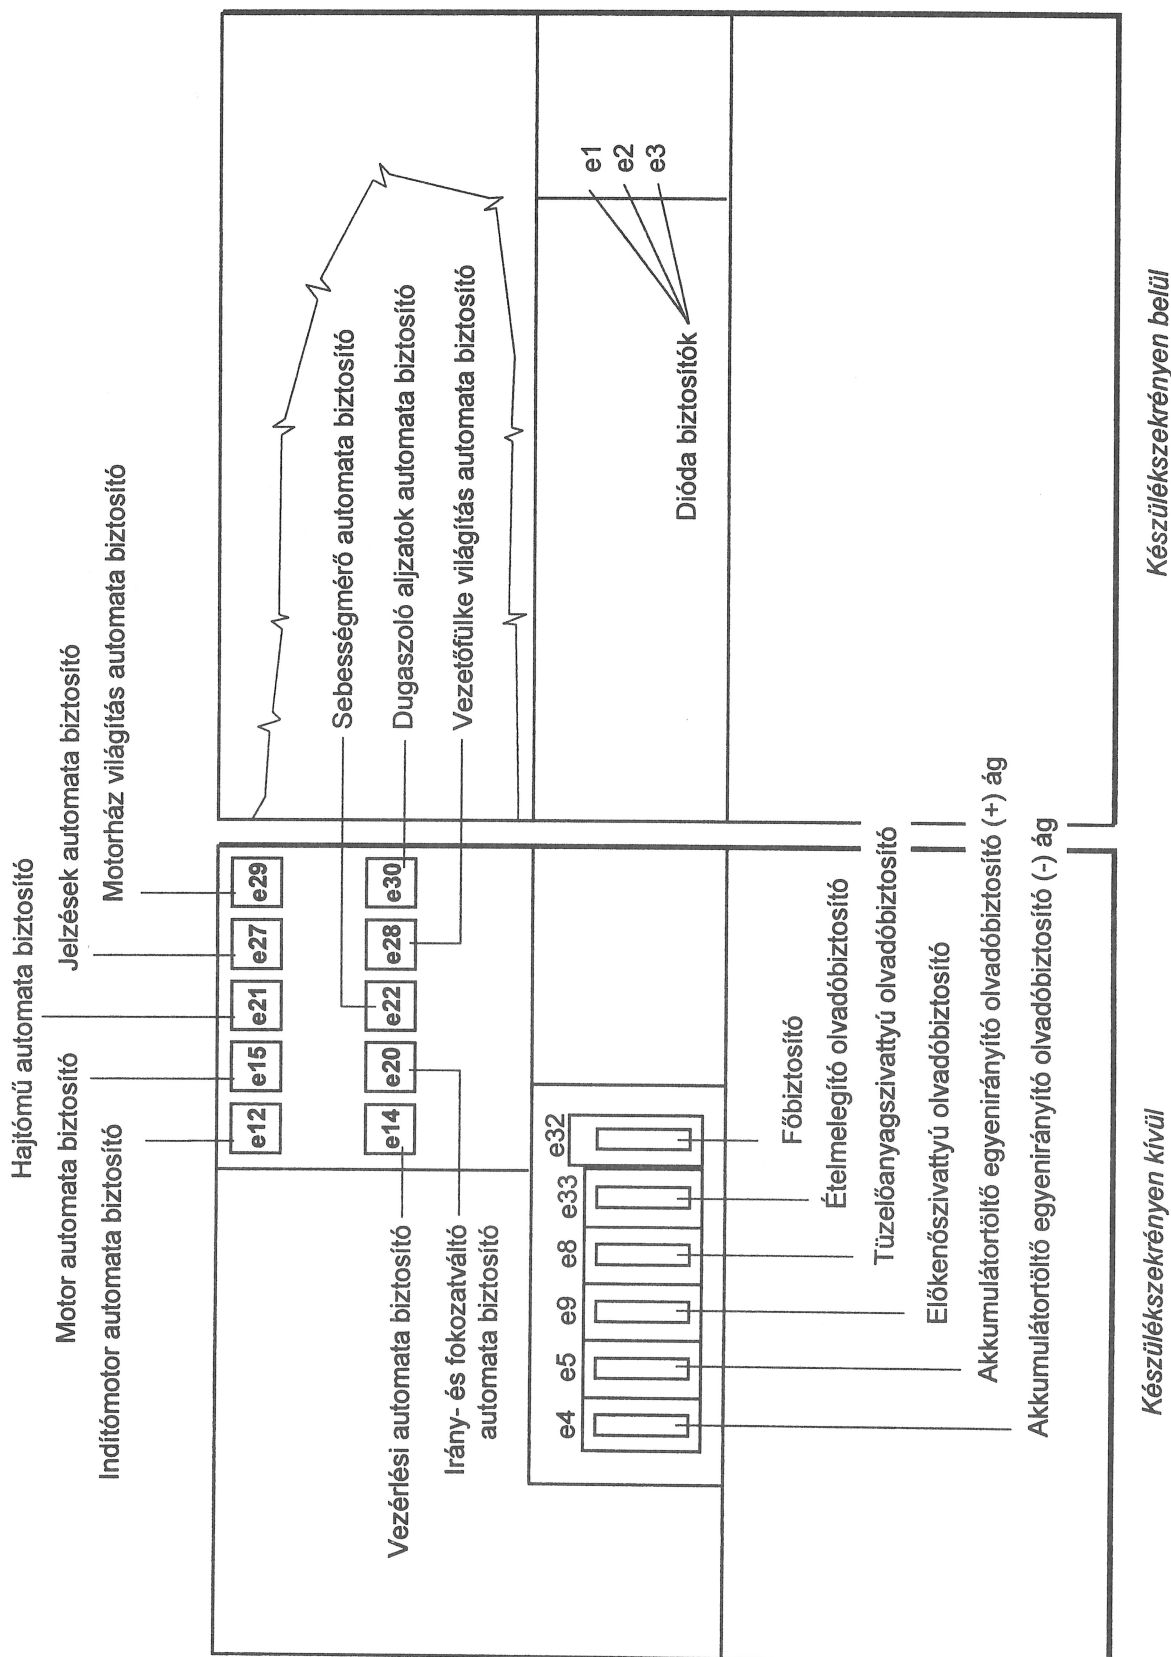 Hajtómű automata biztosító
Motor automata biztosító
Jelzések automata biztosító
Indítómotor automata biztosító
Motorház világítás automata biztosító
e12
e15
e21
e27
e29
e14
e20
e22
e28
e30
Sebességmérő automata biztosító
Dugaszoló aljzatok automata biztosító
Vezetőfülke világítás automata biztosító
Vezérlési automata biztosító
Irány- és fokozatváltó
automata biztosító
e4
e5
e9
e8
e33
e32
e1
e2
e3
Dióda biztosítók
Főbiztosító
Ételmelegítő olvadóbiztosító
Tüzelőanyagszivattyú olvadóbiztosító
Előkenőszivattyú olvadóbiztosító
Akkumulátortöltő egyenirányító olvadóbiztosító (+) ág
Akkumulátortöltő egyenirányító olvadóbiztosító (-) ág
Készülékszekrényen kívül
Készülékszekrényen belül